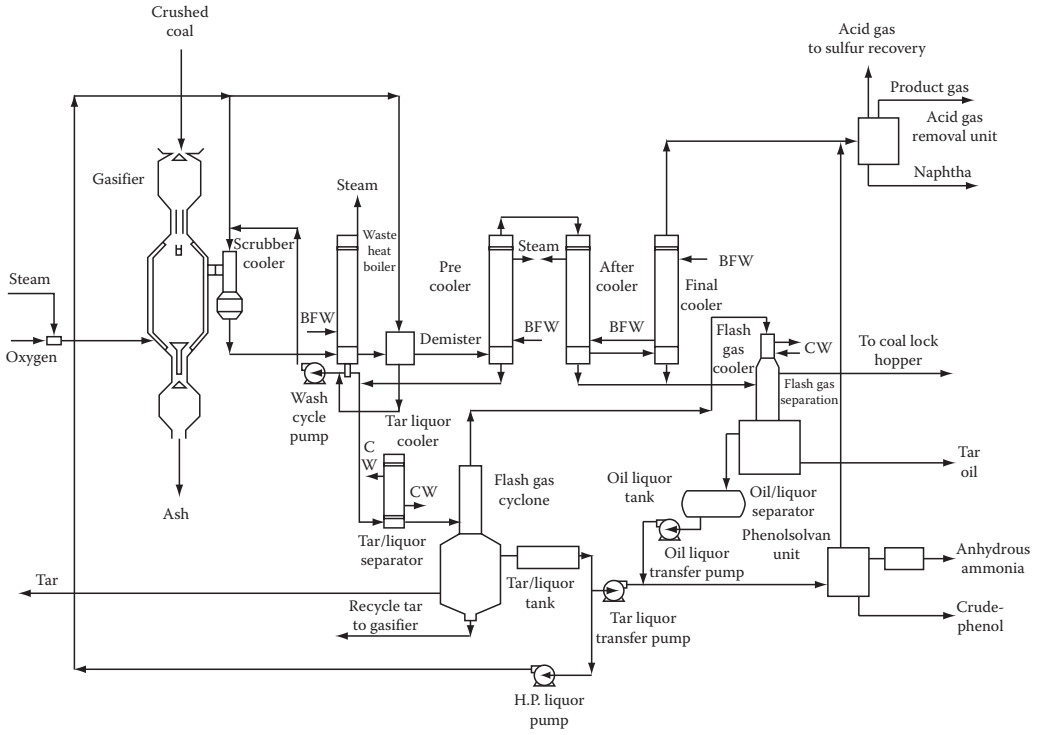 Crushed
coal
Acid gas
to sulfur recovery
Product gas
Acid gas
removal unit
Naphtha
Gasifier
Steam
Waste
heat
boiler
Scrubber
cooler
Steam
Pre
cooler
After
cooler
BFW
Final
cooler
Steam
Oxygen
BFW
Demister
BFW
BFW
Flash
gas
cooler
CW
To coal lock
hopper
Flash gas
separation
Wash
cycle
pump
Tar liquor
cooler
C
W
CW
Flash gas
cyclone
Oil liquor
tank
Oil/liquor
separator
Tar
oil
Ash
Tar/liquor
separator
Oil liquor
transfer pump
Phenolsolvan
unit
Anhydrous
ammonia
Tar
Tar/liquor
tank
Recycle tar
to gasifier
Tar liquor
transfer pump
Crude-
phenol
H.P. liquor
pump